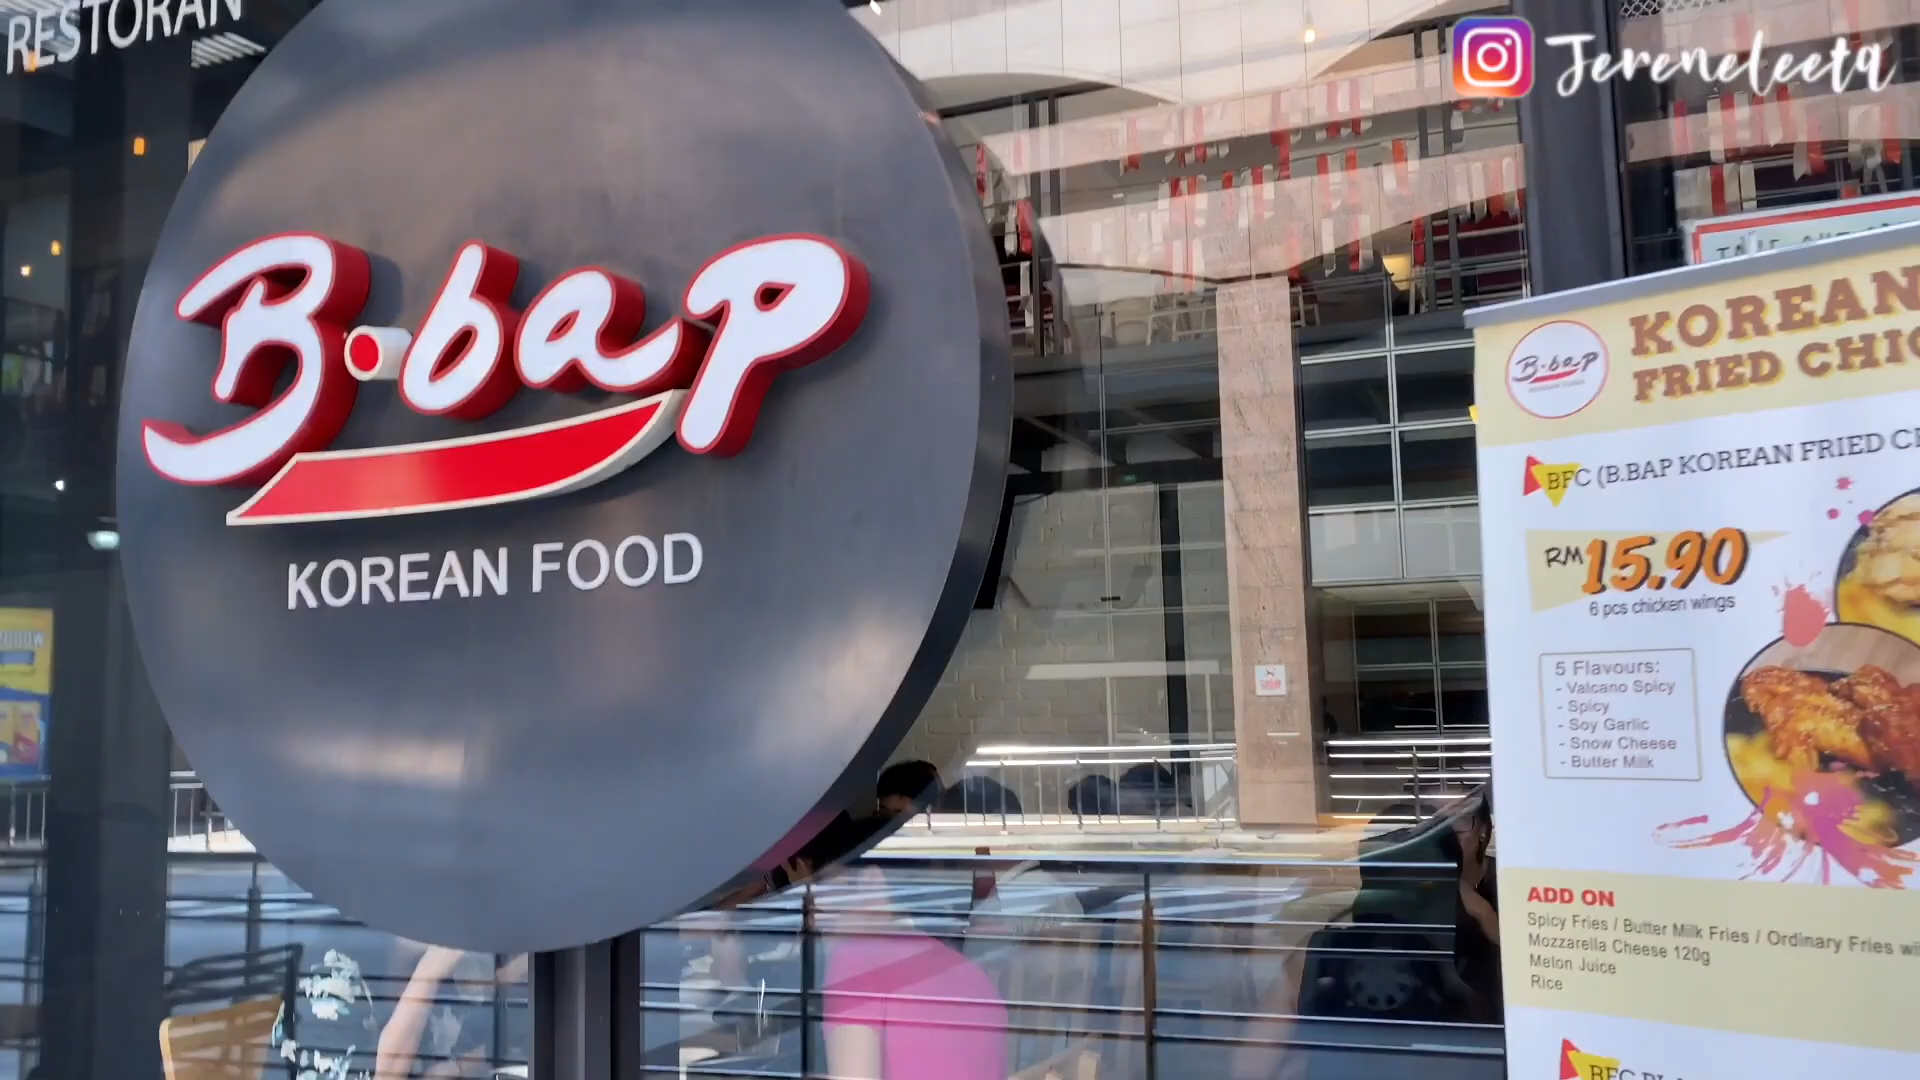 RESTORAN
Jereneleeta
B·bap
KOREAN FOOD
B·bap
KOREAN
FRIED
BFC (B.BAP KOREAN FRIED
RM15.90
6 pcs chicken wings
5 Flavours:
- Valcano Spicy
- Spicy
- Soy Garlic
- Snow Cheese
- Butter Milk
ADD ON
Spicy Fries / Butter Milk Fries / Ordinary Fries
Mozzarella Cheese 120g
Melon Juice
Rice
BFC